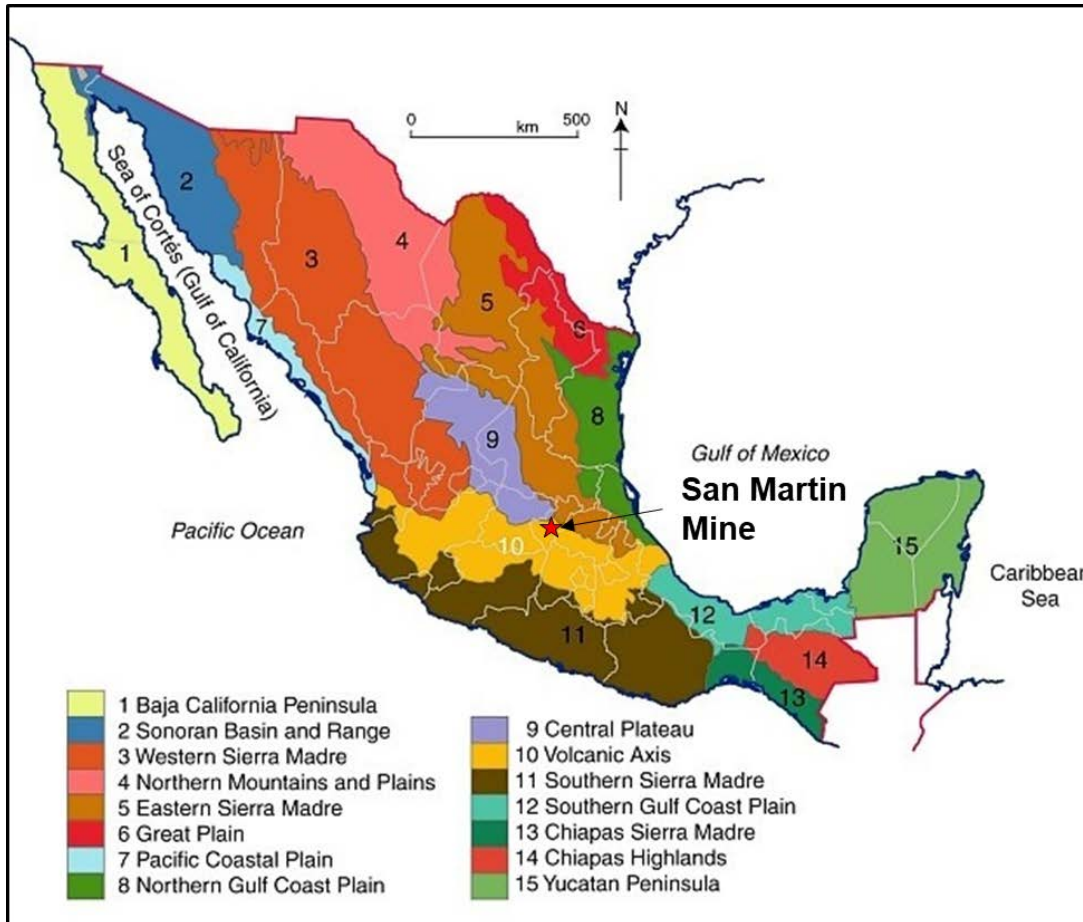 0
500
km
N
Sea of Cortés (Gulf of California)
1
2
3
4
5
6
7
8
9
10
11
12
13
14
15
Gulf of Mexico
San Martin
Mine
Pacific Ocean
Caribbean
Sea
1 Baja California Peninsula
2 Sonoran Basin and Range
3 Western Sierra Madre
4 Northern Mountains and Plains
5 Eastern Sierra Madre
6 Great Plain
7 Pacific Coastal Plain
8 Northern Gulf Coast Plain
9 Central Plateau
10 Volcanic Axis
11 Southern Sierra Madre
12 Southern Gulf Coast Plain
13 Chiapas Sierra Madre
14 Chiapas Highlands
15 Yucatan Peninsula